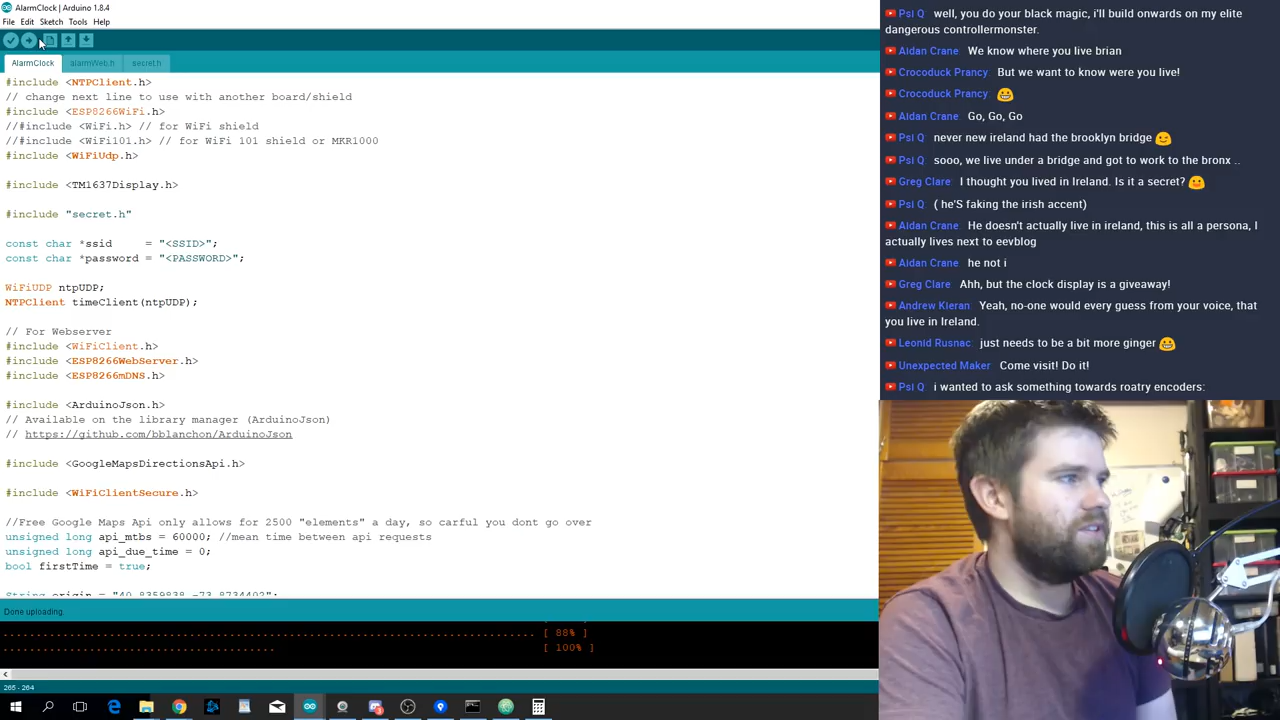 AlarmClock | Arduino 1.8.4
File Edit Sketch Tools Help
AlarmClock alarmWeb.h secret.h
#include <NTPClient.h>
// change next line to use with another board/shield
#include <ESP8266WiFi.h>
//#include <WiFi.h> // for WiFi shield
//#include <WiFi101.h> // for WiFi 101 shield or MKR1000
#include <WiFiUdp.h>
#include <TM1637Display.h>
#include "secret.h"
const char *ssid     = "<SSID>";
const char *password = "<PASSWORD>";
WiFiUDP ntpUDP;
NTPClient timeClient(ntpUDP);
// For Webserver
#include <WiFiClient.h>
#include <ESP8266WebServer.h>
#include <ESP8266mDNS.h>
#include <ArduinoJson.h>
// Available on the library manager (ArduinoJson)
// https://github.com/bblanchon/ArduinoJson
#include <GoogleMapsDirectionsApi.h>
#include <WiFiClientSecure.h>
//Free Google Maps Api only allows for 2500 "elements" a day, so carful you dont go over
unsigned long api_mtbs = 60000; //mean time between api requests
unsigned long api_due_time = 0;
bool firstTime = true;
String origin = "40.8359838,-73.8734402";
Done uploading.
................................................................................ [ 88% ]
......................................... [ 100% ]
265 - 264
Psi Q well, you do your black magic, i'll build onwards on my elite
dangerous controllermonster.
Aidan Crane We know where you live brian
Crocoduck Prancy But we want to know were you live!
Crocoduck Prancy 😀
Aidan Crane Go, Go, Go
Psi Q never new ireland had the brooklyn bridge 😉
Psi Q sooo, we live under a bridge and got to work to the bronx ..
Greg Clare I thought you lived in Ireland. Is it a secret? 😛
Psi Q ( he'S faking the irish accent)
Aidan Crane He doesn't actually live in ireland, this is all a persona, I
actually lives next to eevblog
Aidan Crane he not i
Greg Clare Ahh, but the clock display is a giveaway!
Andrew Kieran Yeah, no-one would every guess from your voice, that
you live in Ireland.
Leonid Rusnac just needs to be a bit more ginger 😀
Unexpected Maker Come visit! Do it!
Psi Q i wanted to ask something towards roatry encoders: